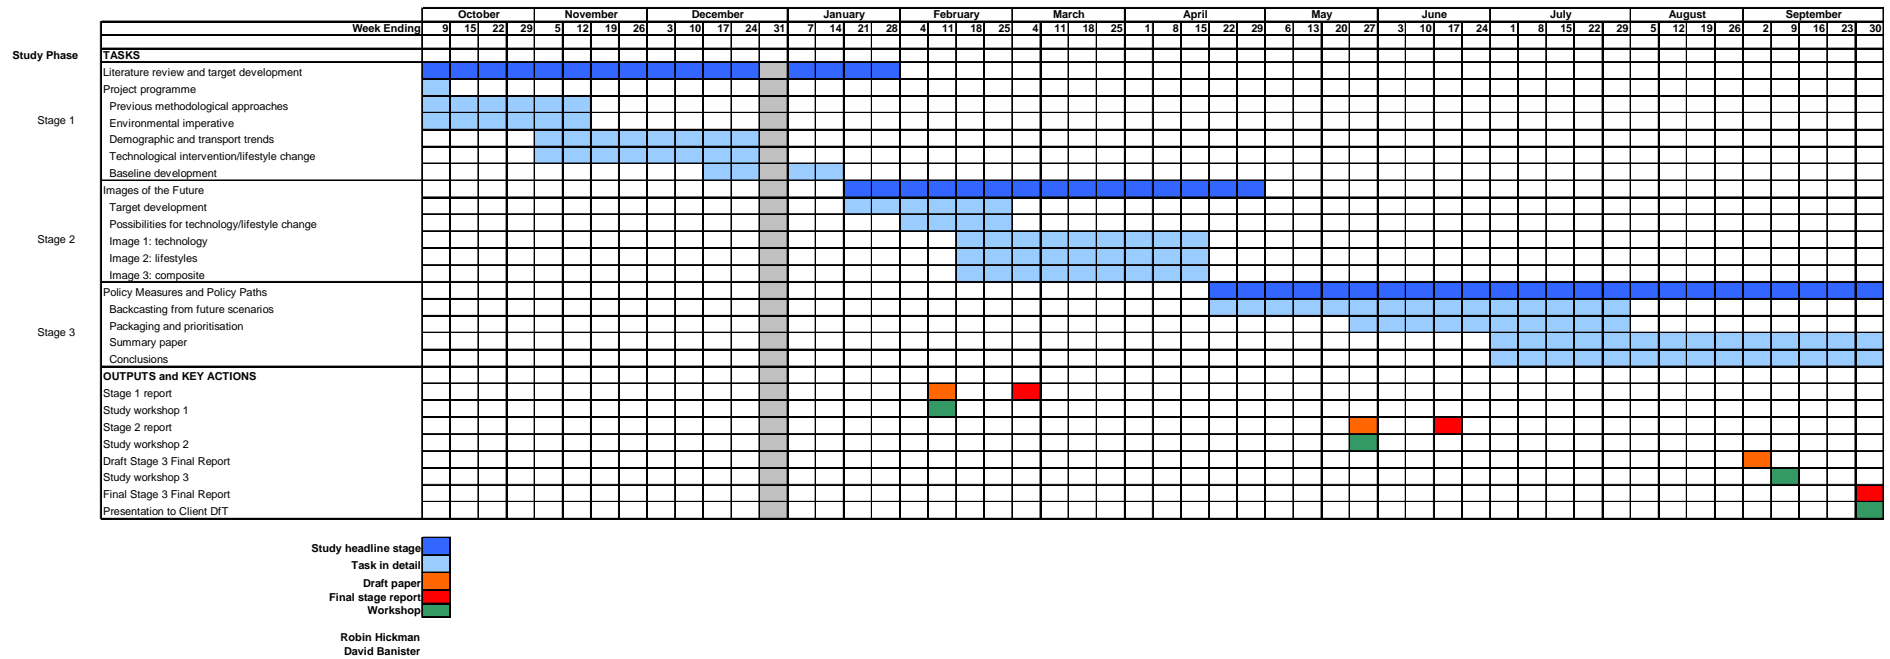 October November December January February March April May June July August September
Week Ending 9 15 22 29 5 12 19 26 3 10 17 24 31 7 14 21 28 4 11 18 25 4 11 18 25 1 8 15 22 29 6 13 20 27 3 10 17 24 1 8 15 22 29 5 12 19 26 2 9 16 23 30
Study Phase TASKS
Literature review and target development
Project programme
Previous methodological approaches
Stage 1 Environmental imperative
Demographic and transport trends
Technological intervention/lifestyle change
Baseline development
Images of the Future
Target development
Possibilities for technology/lifestyle change
Stage 2 Image 1: technology
Image 2: lifestyles
Image 3: composite
Policy Measures and Policy Paths
Backcasting from future scenarios
Stage 3 Packaging and prioritisation
Summary paper
Conclusions
OUTPUTS and KEY ACTIONS
Stage 1 report
Study workshop 1
Stage 2 report
Study workshop 2
Draft Stage 3 Final Report
Study workshop 3
Final Stage 3 Final Report
Presentation to Client DfT
Study headline stage
Task in detail
Draft paper
Final stage report
Workshop
Robin Hickman
David Banister